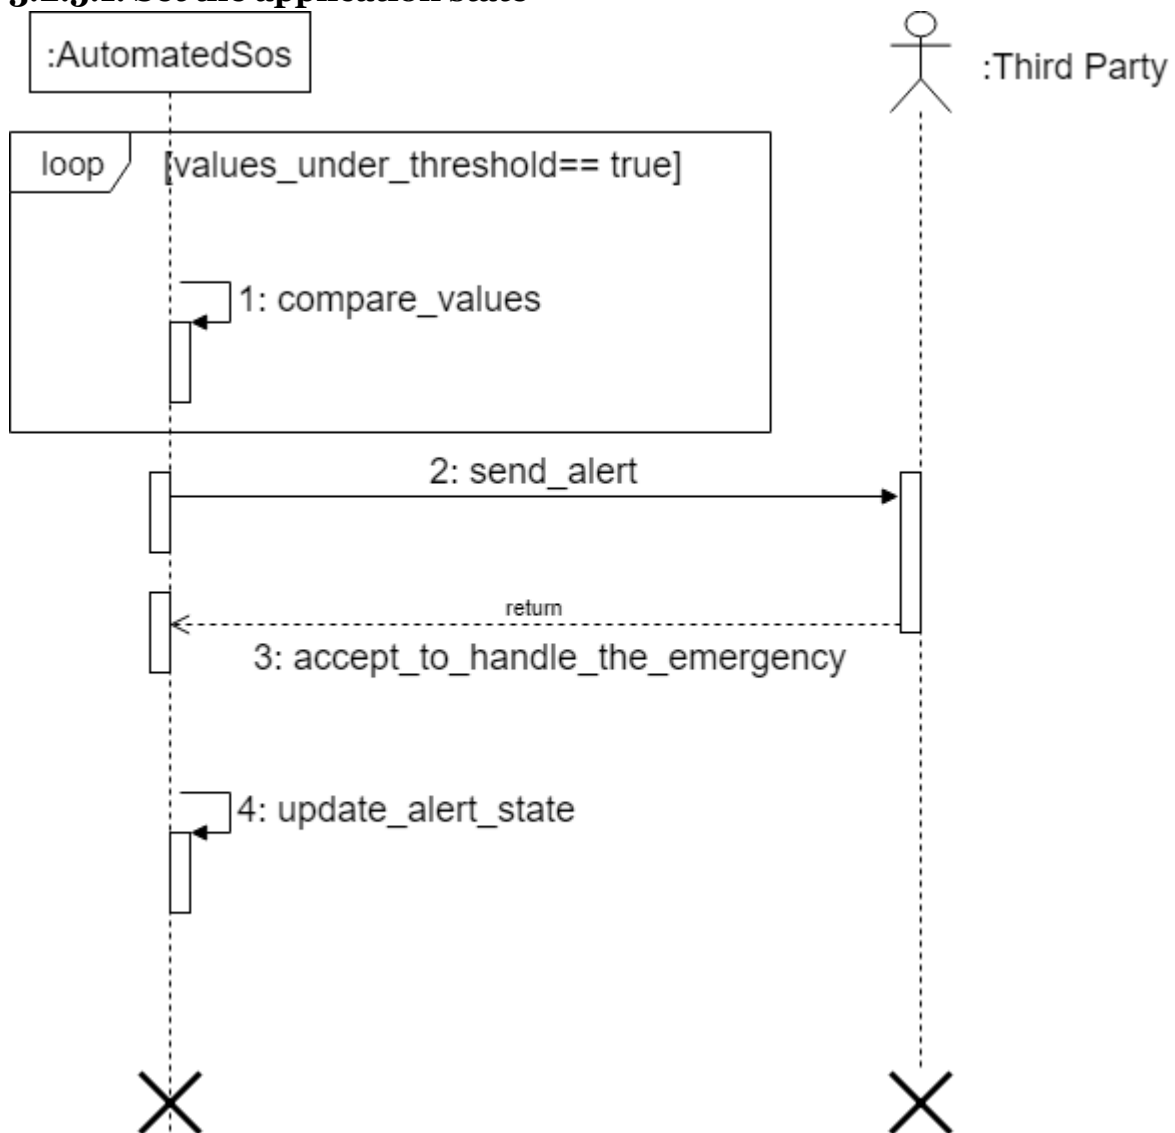 :AutomatedSos
:Third Party
loop
[values_under_threshold== true]
1: compare_values
2: send_alert
return
3: accept_to_handle_the_emergency
4: update_alert_state